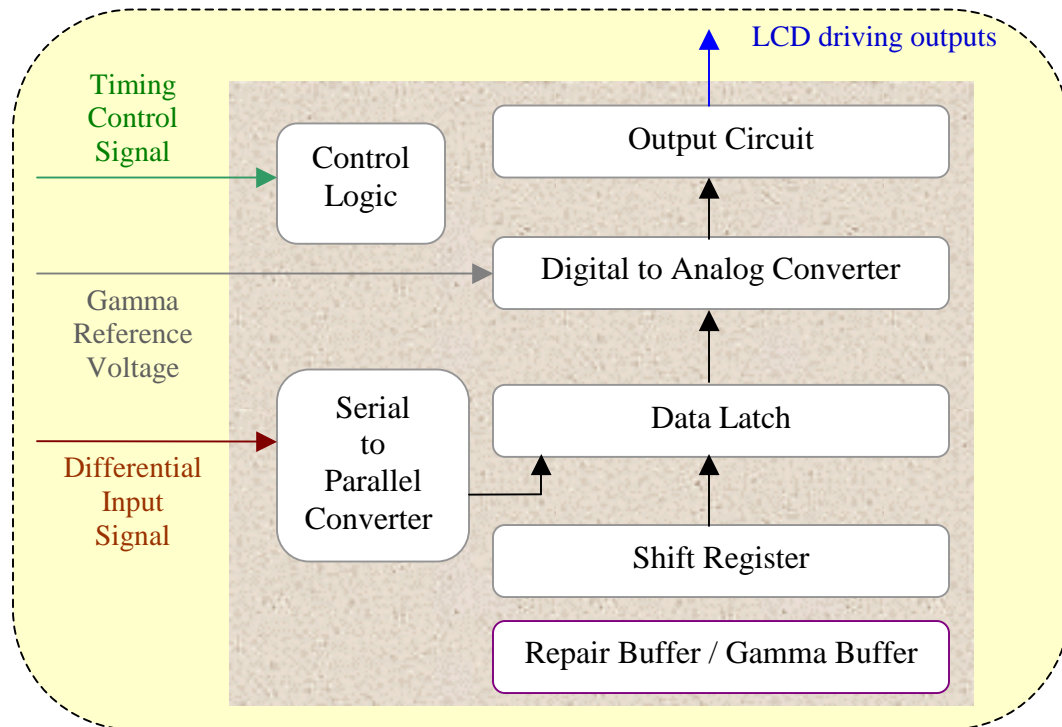 LCD driving outputs
Timing
Control
Signal
Control
Logic
Output Circuit
Digital to Analog Converter
Gamma
Reference
Voltage
Serial
to
Parallel
Converter
Data Latch
Differential
Input
Signal
Shift Register
Repair Buffer / Gamma Buffer